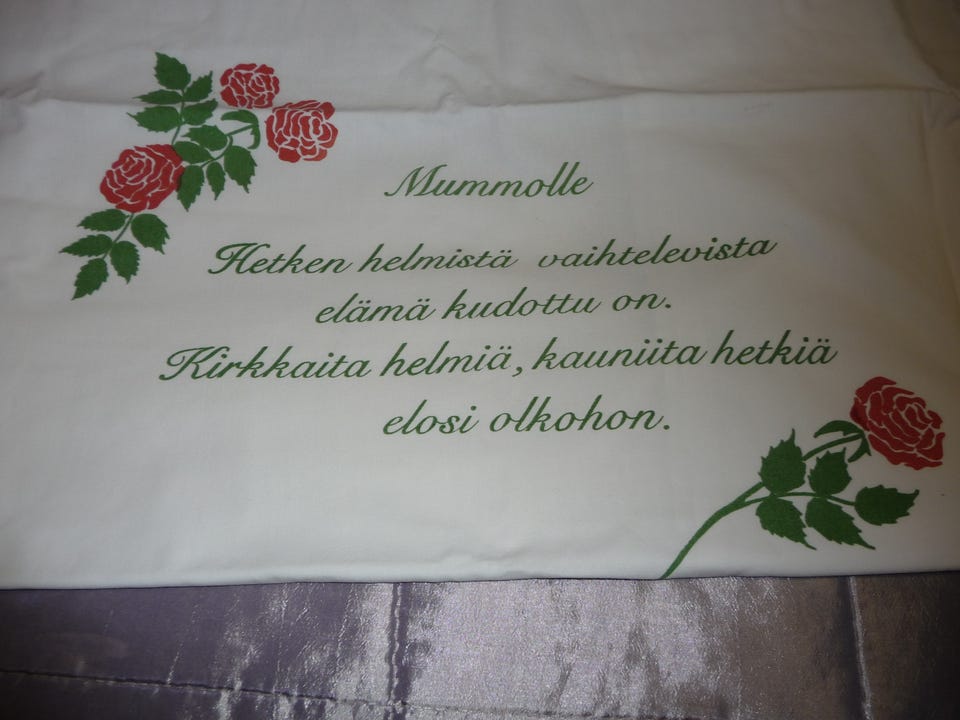 Mummolle
Hetken helmistä vaihtelevista
elämä kudottu on.
Kirkkaita helmiä, kauniita hetkiä
elosi olkohon.